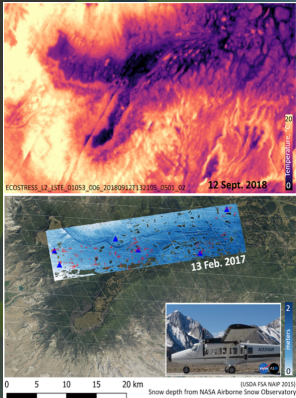 20
Temperature, °C
0
ECOSTRESS_L2_LSTE_01053_006_20180912T132105_0501_02
12 Sept. 2018
13 Feb. 2017
2
meters
0
0 5 10 15 20 km
(USDA FSA NAIP 2015)
Snow depth from NASA Airborne Snow Observatory